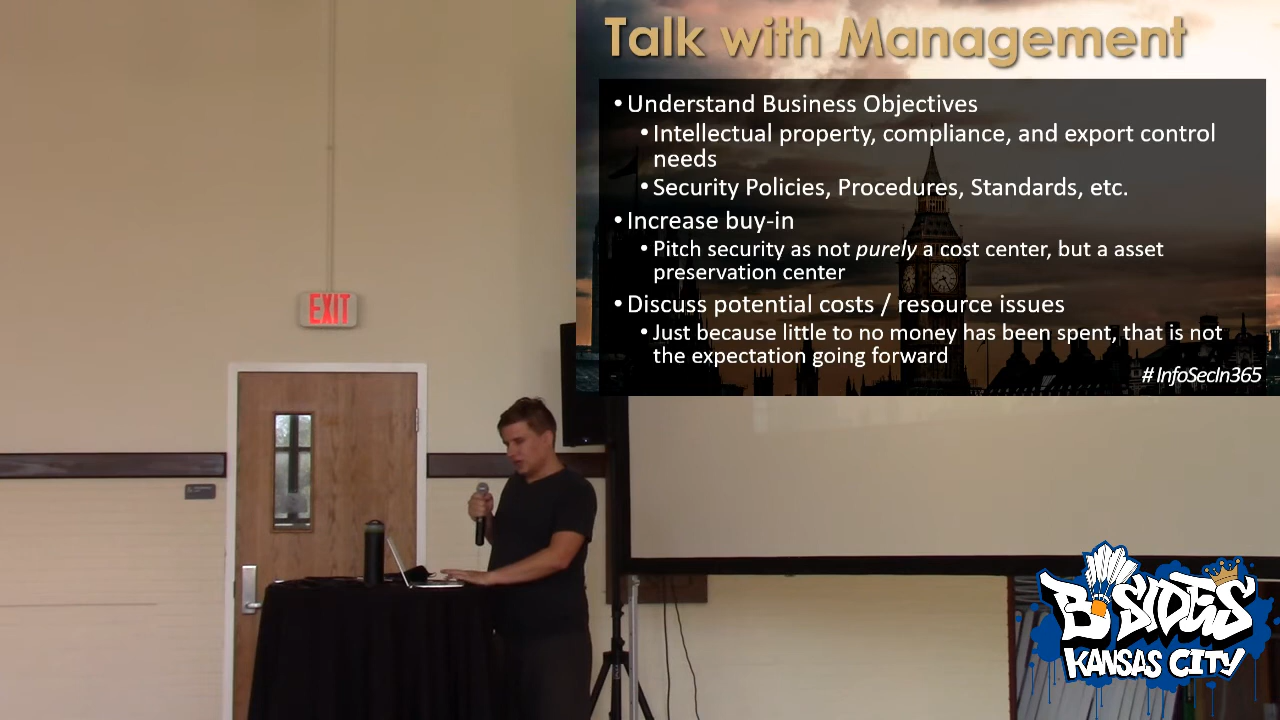 Talk with Management
• Understand Business Objectives
• Intellectual property, compliance, and export control
needs
• Security Policies, Procedures, Standards, etc.
• Increase buy-in
• Pitch security as not purely a cost center, but a asset
preservation center
• Discuss potential costs / resource issues
• Just because little to no money has been spent, that is not
the expectation going forward
# InfoSecIn365
EXIT
B·SIDES
KANSAS CITY